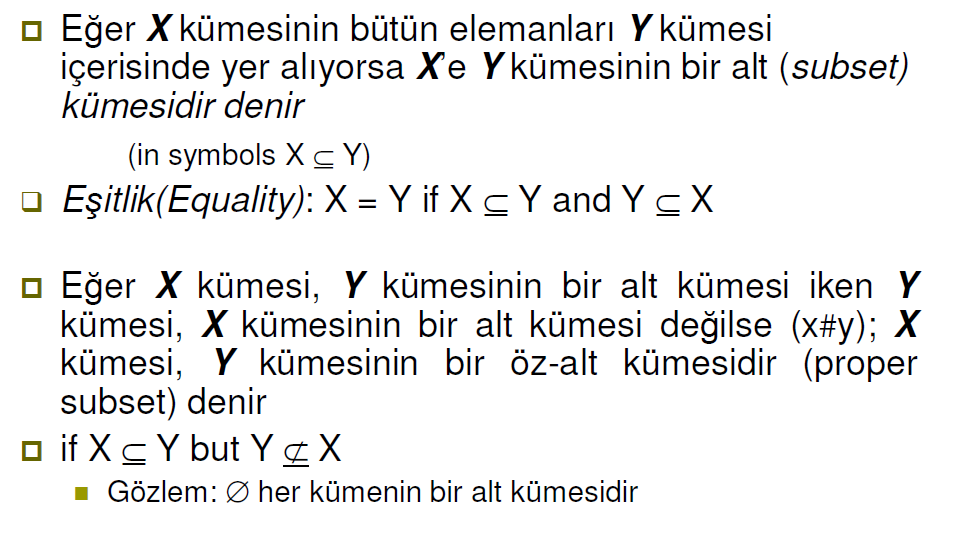 Eğer X kümesinin bütün elemanları Y kümesi
içerisinde yer alıyorsa X'e Y kümesinin bir alt (subset)
kümesidir denir
(in symbols X ⊆ Y)
Eşitlik(Equality): X = Y if X ⊆ Y and Y ⊆ X
Eğer X kümesi, Y kümesinin bir alt kümesi iken Y
kümesi, X kümesinin bir alt kümesi değilse (x#y); X
kümesi, Y kümesinin bir öz-alt kümesidir (proper
subset) denir
if X ⊆ Y but Y ⊈ X
Gözlem: ∅ her kümenin bir alt kümesidir